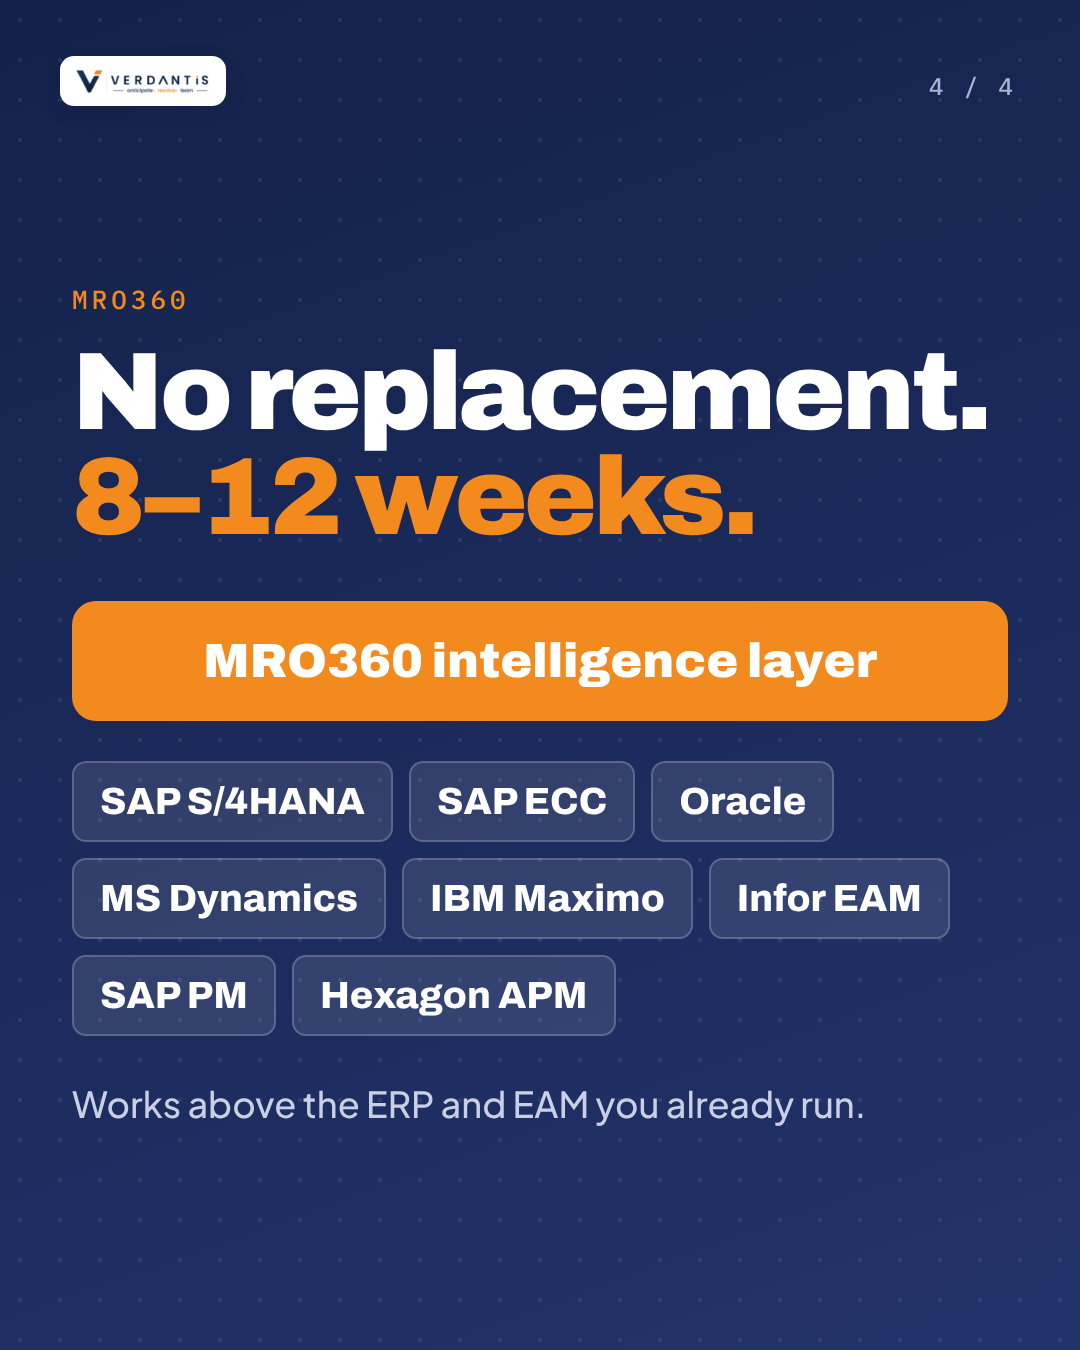 VERDANTIS
anticipate · resolve · learn
4 / 4
MRO360
No replacement.
8–12 weeks.
MRO360 intelligence layer
SAP S/4HANA
SAP ECC
Oracle
MS Dynamics
IBM Maximo
Infor EAM
SAP PM
Hexagon APM
Works above the ERP and EAM you already run.